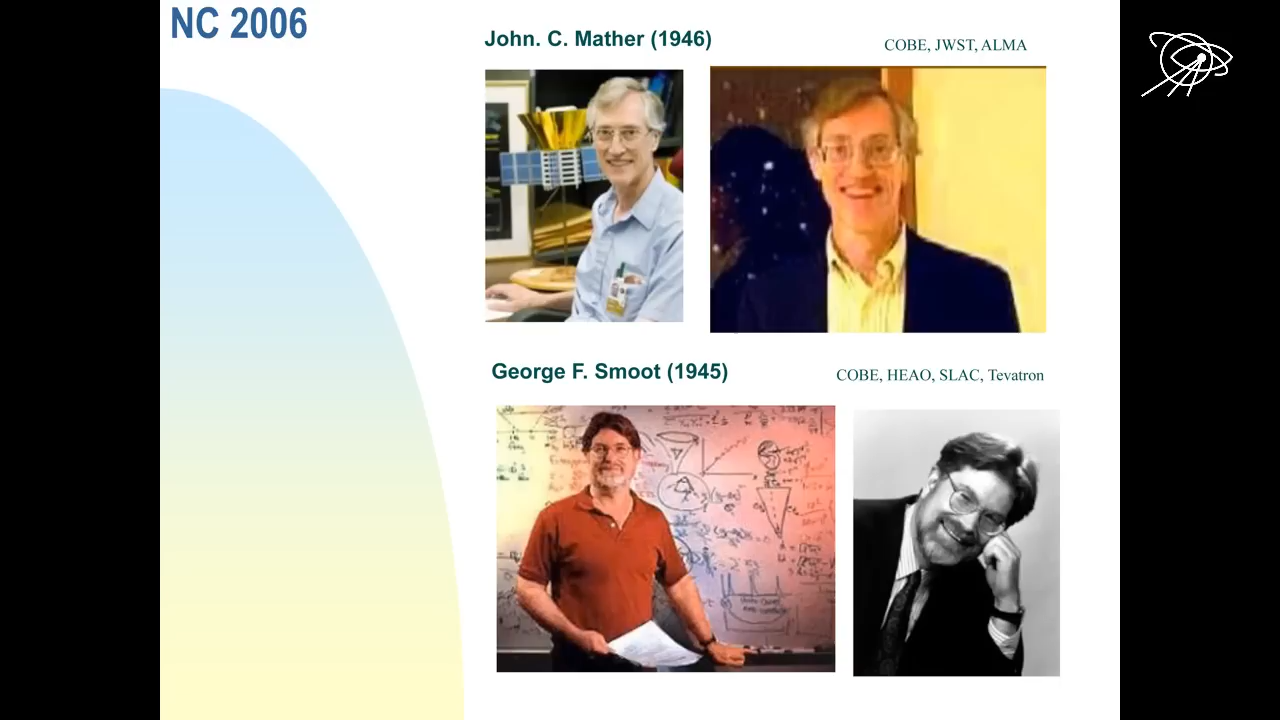 NC 2006
John. C. Mather (1946)
COBE, JWST, ALMA
George F. Smoot (1945)
COBE, HEAO, SLAC, Tevatron